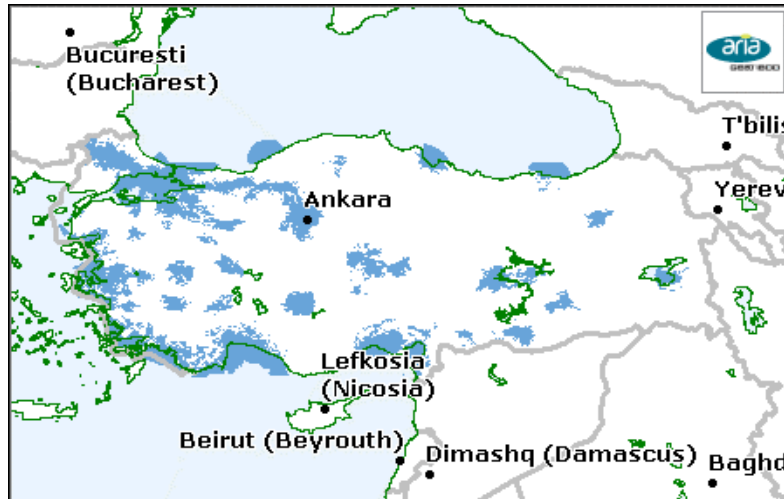 Bucuresti
(Bucharest)
aria
T'bilis
Yerev
Ankara
Lefkosia
(Nicosia)
Beirut (Beyrouth)
Dimashq (Damascus)
Baghd